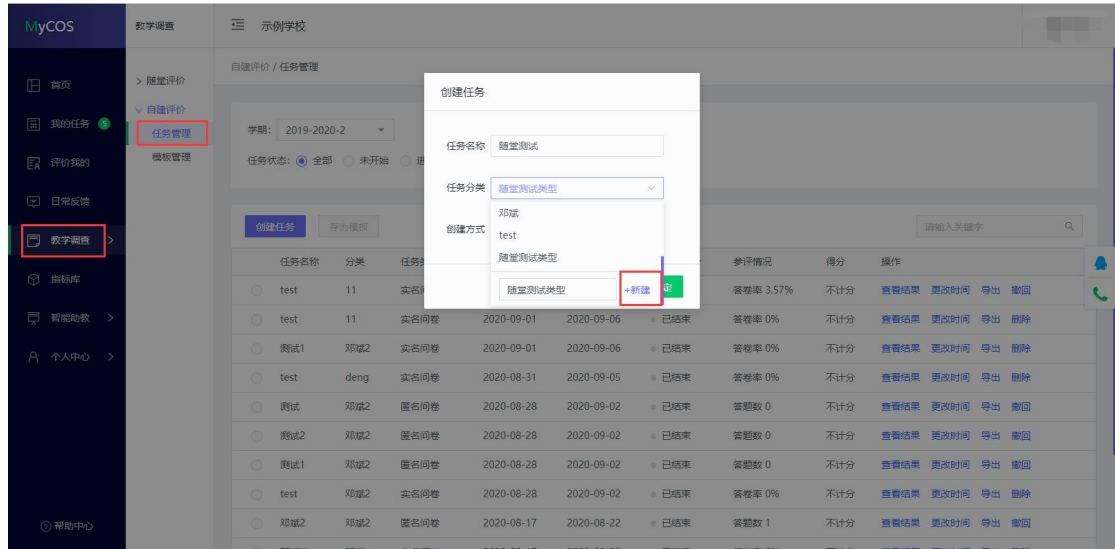 MyCOS 教学调查 示例学校
自建评价 / 任务管理
首页
我的任务 5
评价我的
日常反馈
教学调查
指标库
智能助教
个人中心
帮助中心
随堂评价
自建评价
任务管理
模板管理
学期: 2019-2020-2
任务状态: 全部 未开始 进
创建任务
任务名称 随堂测试
任务分类 随堂测试类型
创建方式
邓斌
test
随堂测试类型
随堂测试类型 +新建 定
创建任务 存为模板 请输入关键字
任务名称 分类 任务 参评情况 得分 操作
test 11 实名问 答卷率 3.57% 不计分 查看结果 更改时间 导出 撤回
test 11 实名问卷 2020-09-01 2020-09-06 已结束 答卷率 0% 不计分 查看结果 更改时间 导出 删除
测试1 邓斌2 实名问卷 2020-09-01 2020-09-06 已结束 答卷率 0% 不计分 查看结果 更改时间 导出 删除
test deng 实名问卷 2020-08-31 2020-09-05 已结束 答卷率 0% 不计分 查看结果 更改时间 导出 删除
测试 邓斌2 匿名问卷 2020-08-28 2020-09-02 已结束 答题数 0 不计分 查看结果 更改时间 导出 撤回
测试2 邓斌2 匿名问卷 2020-08-28 2020-09-02 已结束 答题数 0 不计分 查看结果 更改时间 导出 撤回
测试1 邓斌2 匿名问卷 2020-08-28 2020-09-02 已结束 答题数 0 不计分 查看结果 更改时间 导出 撤回
test 邓斌2 实名问卷 2020-08-28 2020-09-02 已结束 答卷率 0% 不计分 查看结果 更改时间 导出 删除
邓斌2 邓斌2 匿名问卷 2020-08-17 2020-08-22 已结束 答题数 1 不计分 查看结果 更改时间 导出 撤回